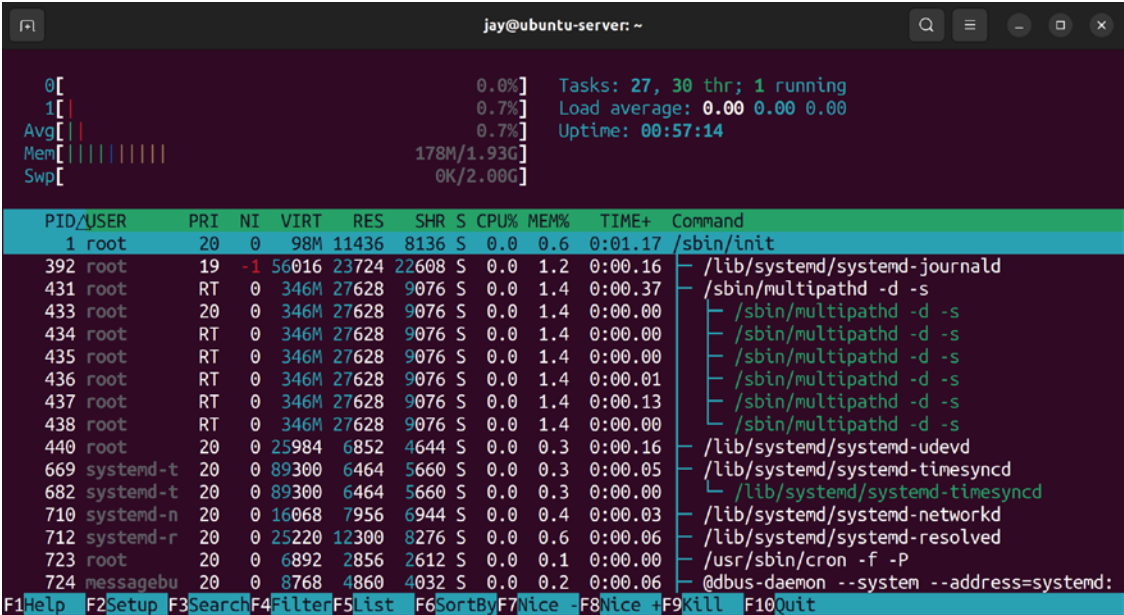 jay@ubuntu-server: ~
0[ 0.0%] Tasks: 27, 30 thr; 1 running
1[| 0.7%] Load average: 0.00 0.00 0.00
Avg[|| 0.7%] Uptime: 00:57:14
Mem[||||||||||| 178M/1.93G]
Swp[ 0K/2.00G]
PID△USER PRI NI VIRT RES SHR S CPU% MEM% TIME+ Command
1 root 20 0 98M 11436 8136 S 0.0 0.6 0:01.17 /sbin/init
392 root 19 -1 56016 23724 22608 S 0.0 1.2 0:00.16 ├─ /lib/systemd/systemd-journald
431 root RT 0 346M 27628 9076 S 0.0 1.4 0:00.37 ├─ /sbin/multipathd -d -s
433 root 20 0 346M 27628 9076 S 0.0 1.4 0:00.00 │ ├─ /sbin/multipathd -d -s
434 root RT 0 346M 27628 9076 S 0.0 1.4 0:00.00 │ ├─ /sbin/multipathd -d -s
435 root RT 0 346M 27628 9076 S 0.0 1.4 0:00.00 │ ├─ /sbin/multipathd -d -s
436 root RT 0 346M 27628 9076 S 0.0 1.4 0:00.01 │ ├─ /sbin/multipathd -d -s
437 root RT 0 346M 27628 9076 S 0.0 1.4 0:00.13 │ ├─ /sbin/multipathd -d -s
438 root RT 0 346M 27628 9076 S 0.0 1.4 0:00.00 │ └─ /sbin/multipathd -d -s
440 root 20 0 25984 6852 4644 S 0.0 0.3 0:00.16 ├─ /lib/systemd/systemd-udevd
669 systemd-t 20 0 89300 6464 5660 S 0.0 0.3 0:00.05 ├─ /lib/systemd/systemd-timesyncd
682 systemd-t 20 0 89300 6464 5660 S 0.0 0.3 0:00.00 │ └─ /lib/systemd/systemd-timesyncd
710 systemd-n 20 0 16068 7956 6944 S 0.0 0.4 0:00.03 ├─ /lib/systemd/systemd-networkd
712 systemd-r 20 0 25220 12300 8276 S 0.0 0.6 0:00.06 ├─ /lib/systemd/systemd-resolved
723 root 20 0 6892 2856 2612 S 0.0 0.1 0:00.00 ├─ /usr/sbin/cron -f -P
724 messagebu 20 0 8768 4860 4032 S 0.0 0.2 0:00.06 ├─ @dbus-daemon --system --address=systemd:
F1Help F2Setup F3SearchF4FilterF5List F6SortByF7Nice -F8Nice +F9Kill F10Quit